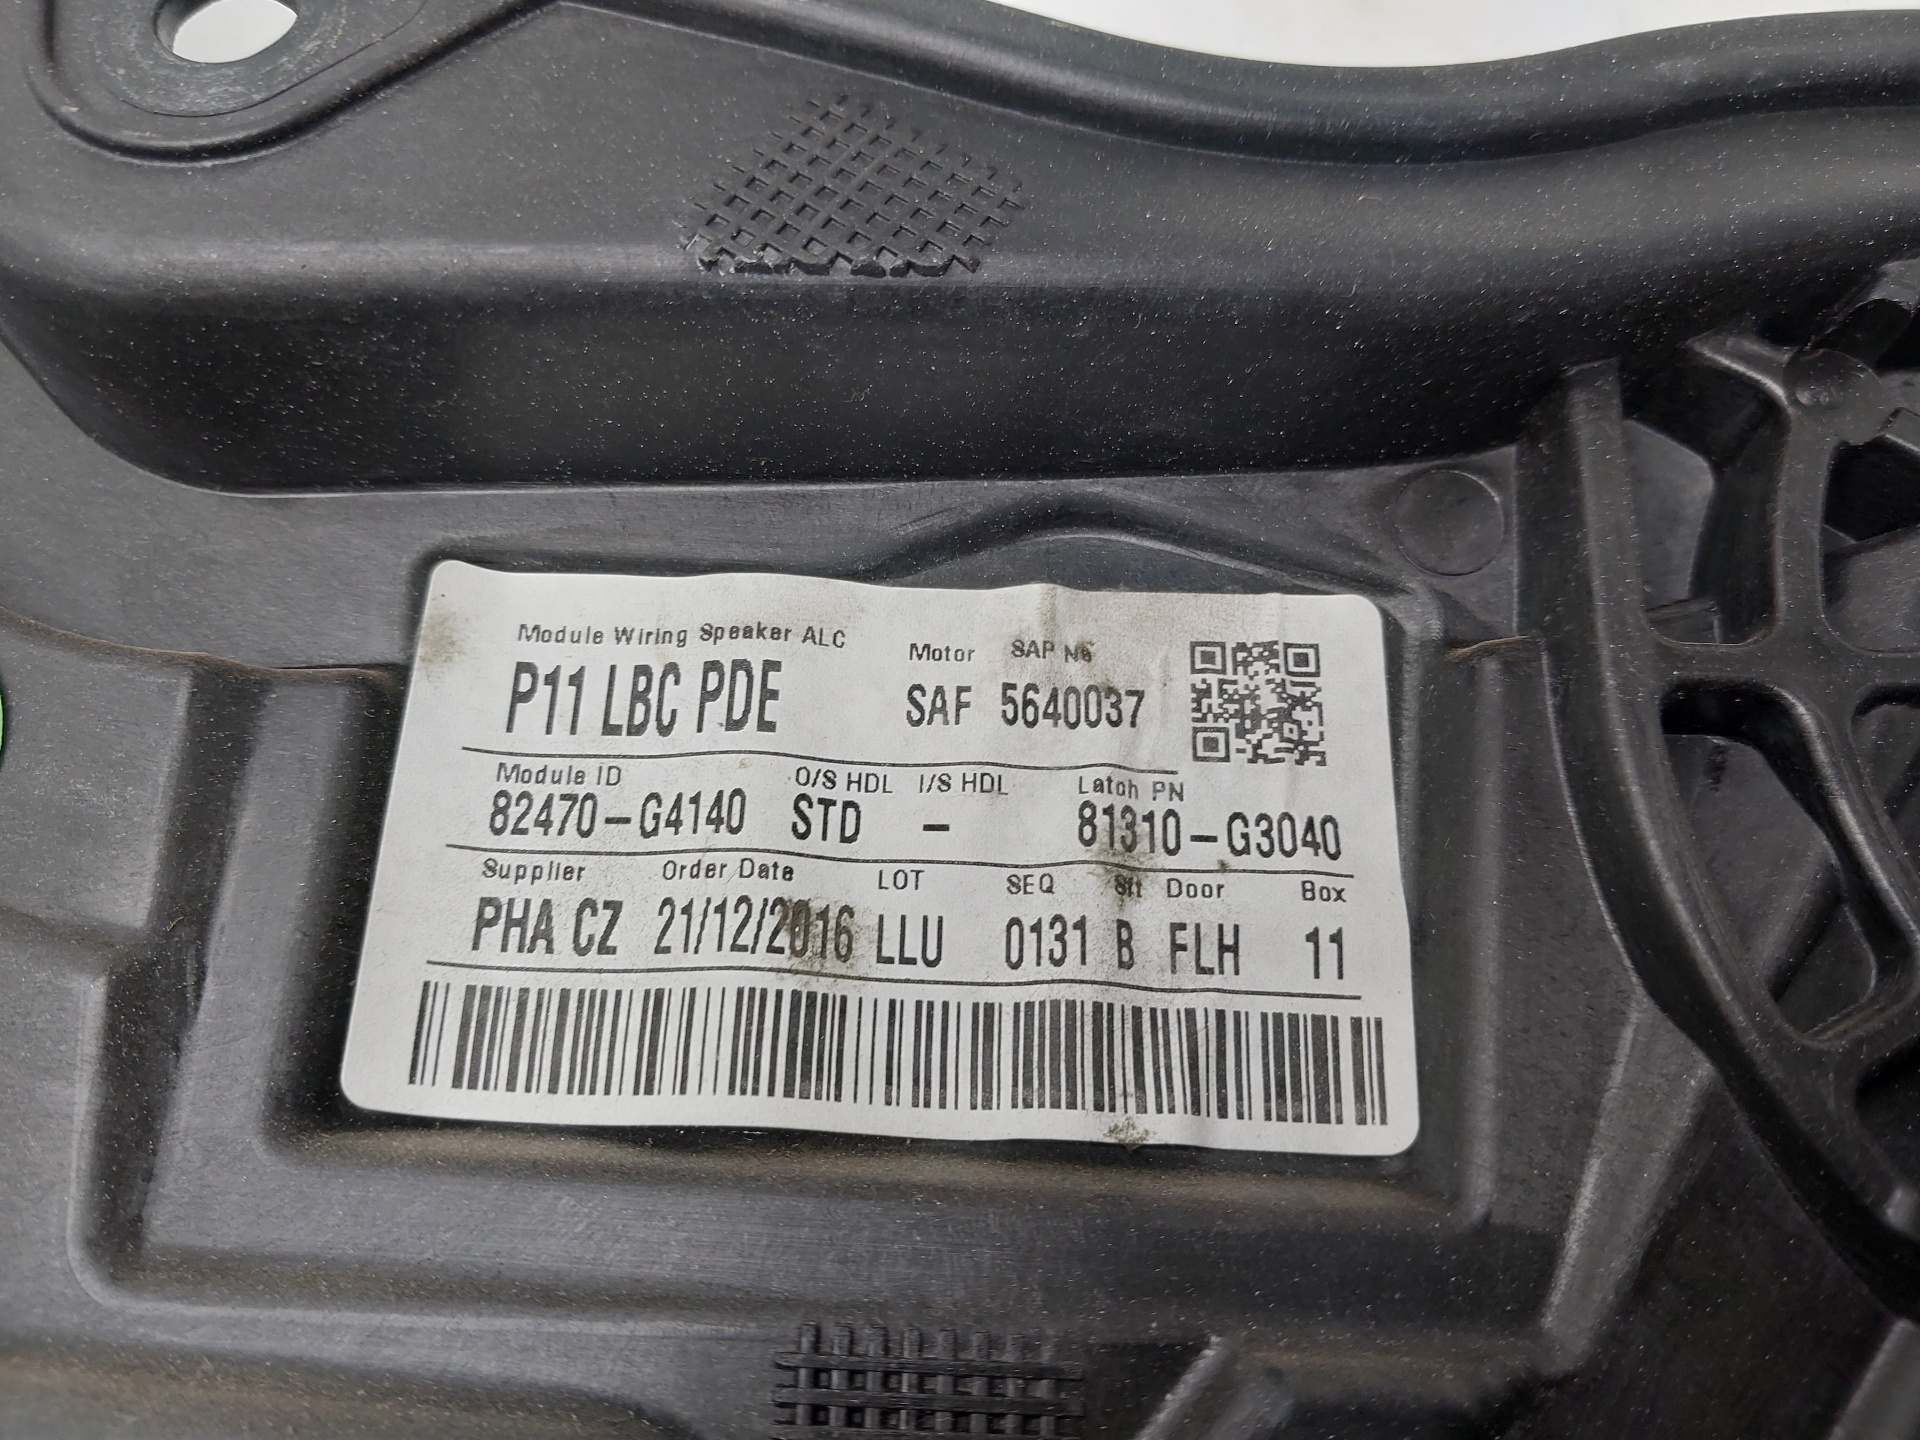 Module Wiring Speaker ALC Motor SAP No
P11 LBC PDE SAF 5640037
Module ID O/S HDL I/S HDL Latch PN
82470-G4140 STD - 81310-G3040
Supplier Order Date LOT SEQ Door Box
PHA CZ 21/12/2016 LLU 0131 B FLH 11